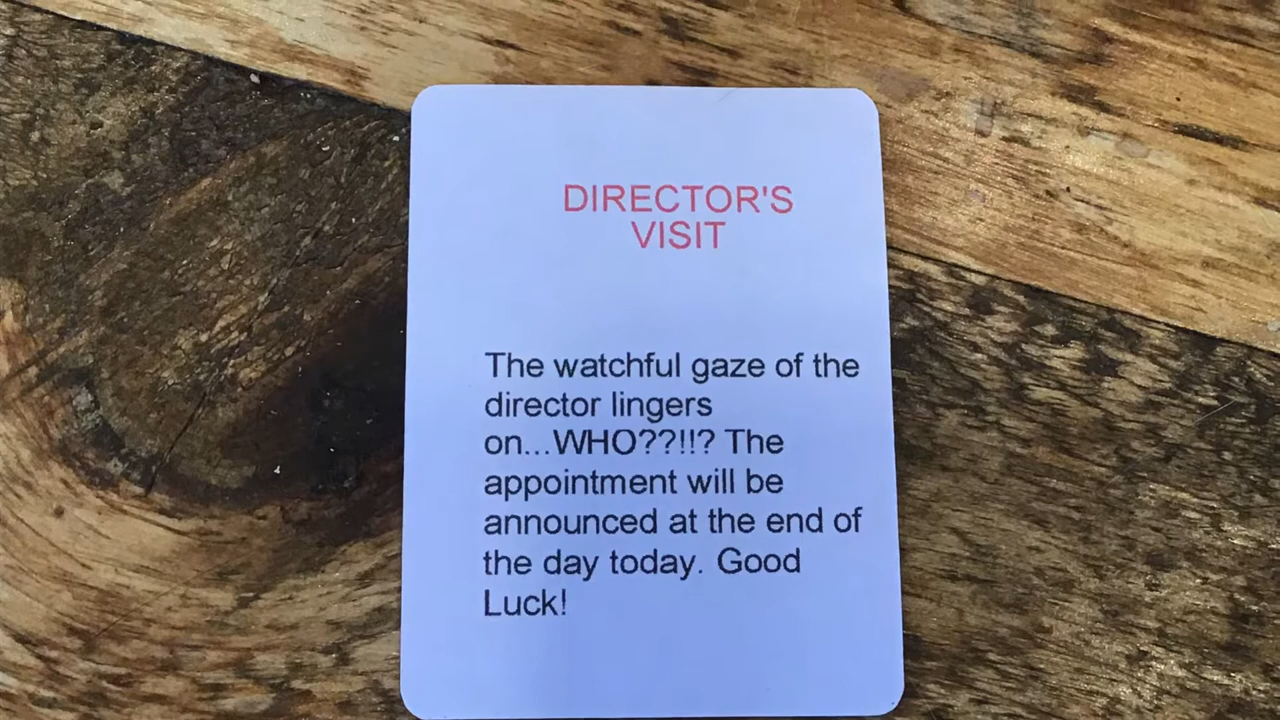 DIRECTOR'S
VISIT
The watchful gaze of the
director lingers
on...WHO??!!? The
appointment will be
announced at the end of
the day today. Good
Luck!